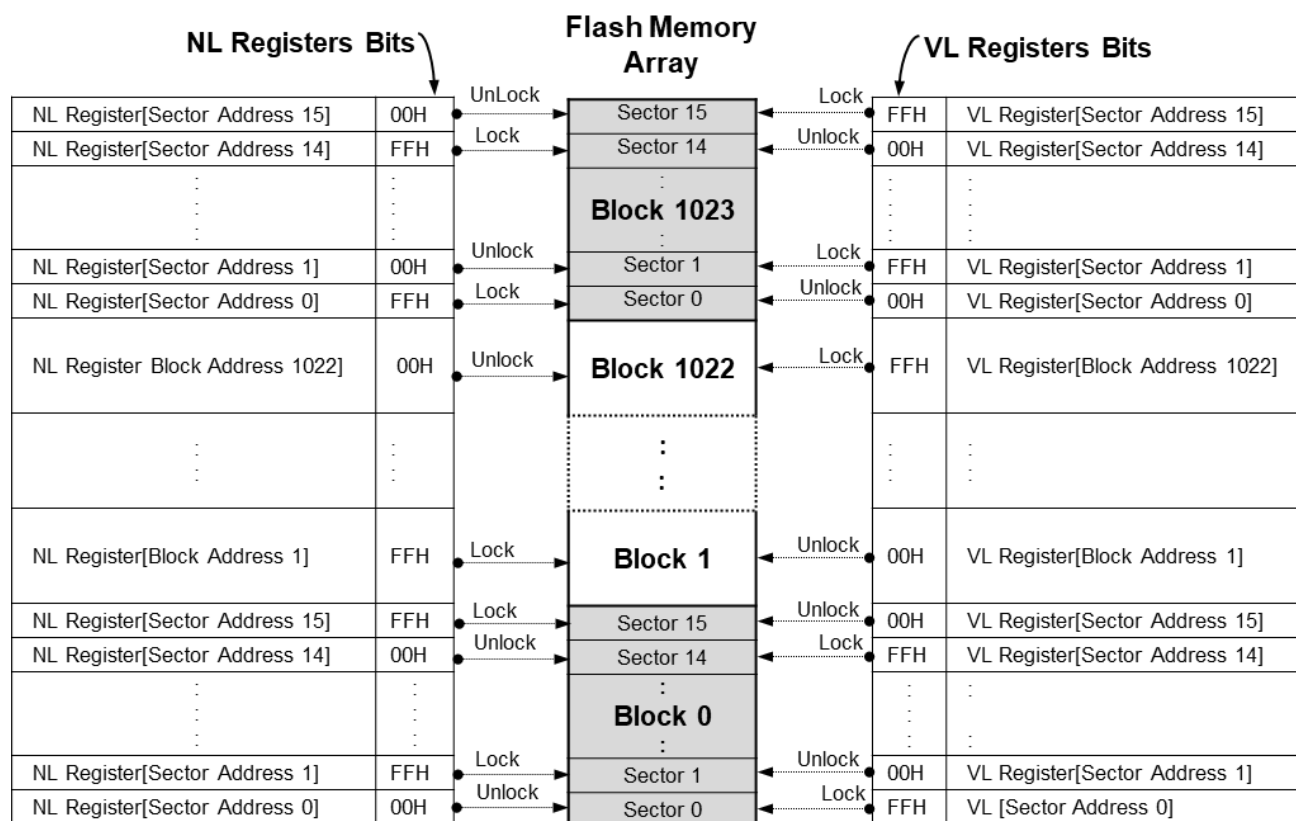 NL Registers Bits Flash Memory Array VL Registers Bits
NL Register[Sector Address 15] 00H UnLock Sector 15 Lock FFH VL Register[Sector Address 15]
NL Register[Sector Address 14] FFH Lock Sector 14 Unlock 00H VL Register[Sector Address 14]
Block 1023
NL Register[Sector Address 1] 00H Unlock Sector 1 Lock FFH VL Register[Sector Address 1]
NL Register[Sector Address 0] FFH Lock Sector 0 Unlock 00H VL Register[Sector Address 0]
NL Register Block Address 1022] 00H Unlock Block 1022 Lock FFH VL Register[Block Address 1022]
NL Register[Block Address 1] FFH Lock Block 1 Unlock 00H VL Register[Block Address 1]
NL Register[Sector Address 15] FFH Lock Sector 15 Unlock 00H VL Register[Sector Address 15]
NL Register[Sector Address 14] 00H Unlock Sector 14 Lock FFH VL Register[Sector Address 14]
Block 0
NL Register[Sector Address 1] FFH Lock Sector 1 Unlock 00H VL Register[Sector Address 1]
NL Register[Sector Address 0] 00H Unlock Sector 0 Lock FFH VL [Sector Address 0]